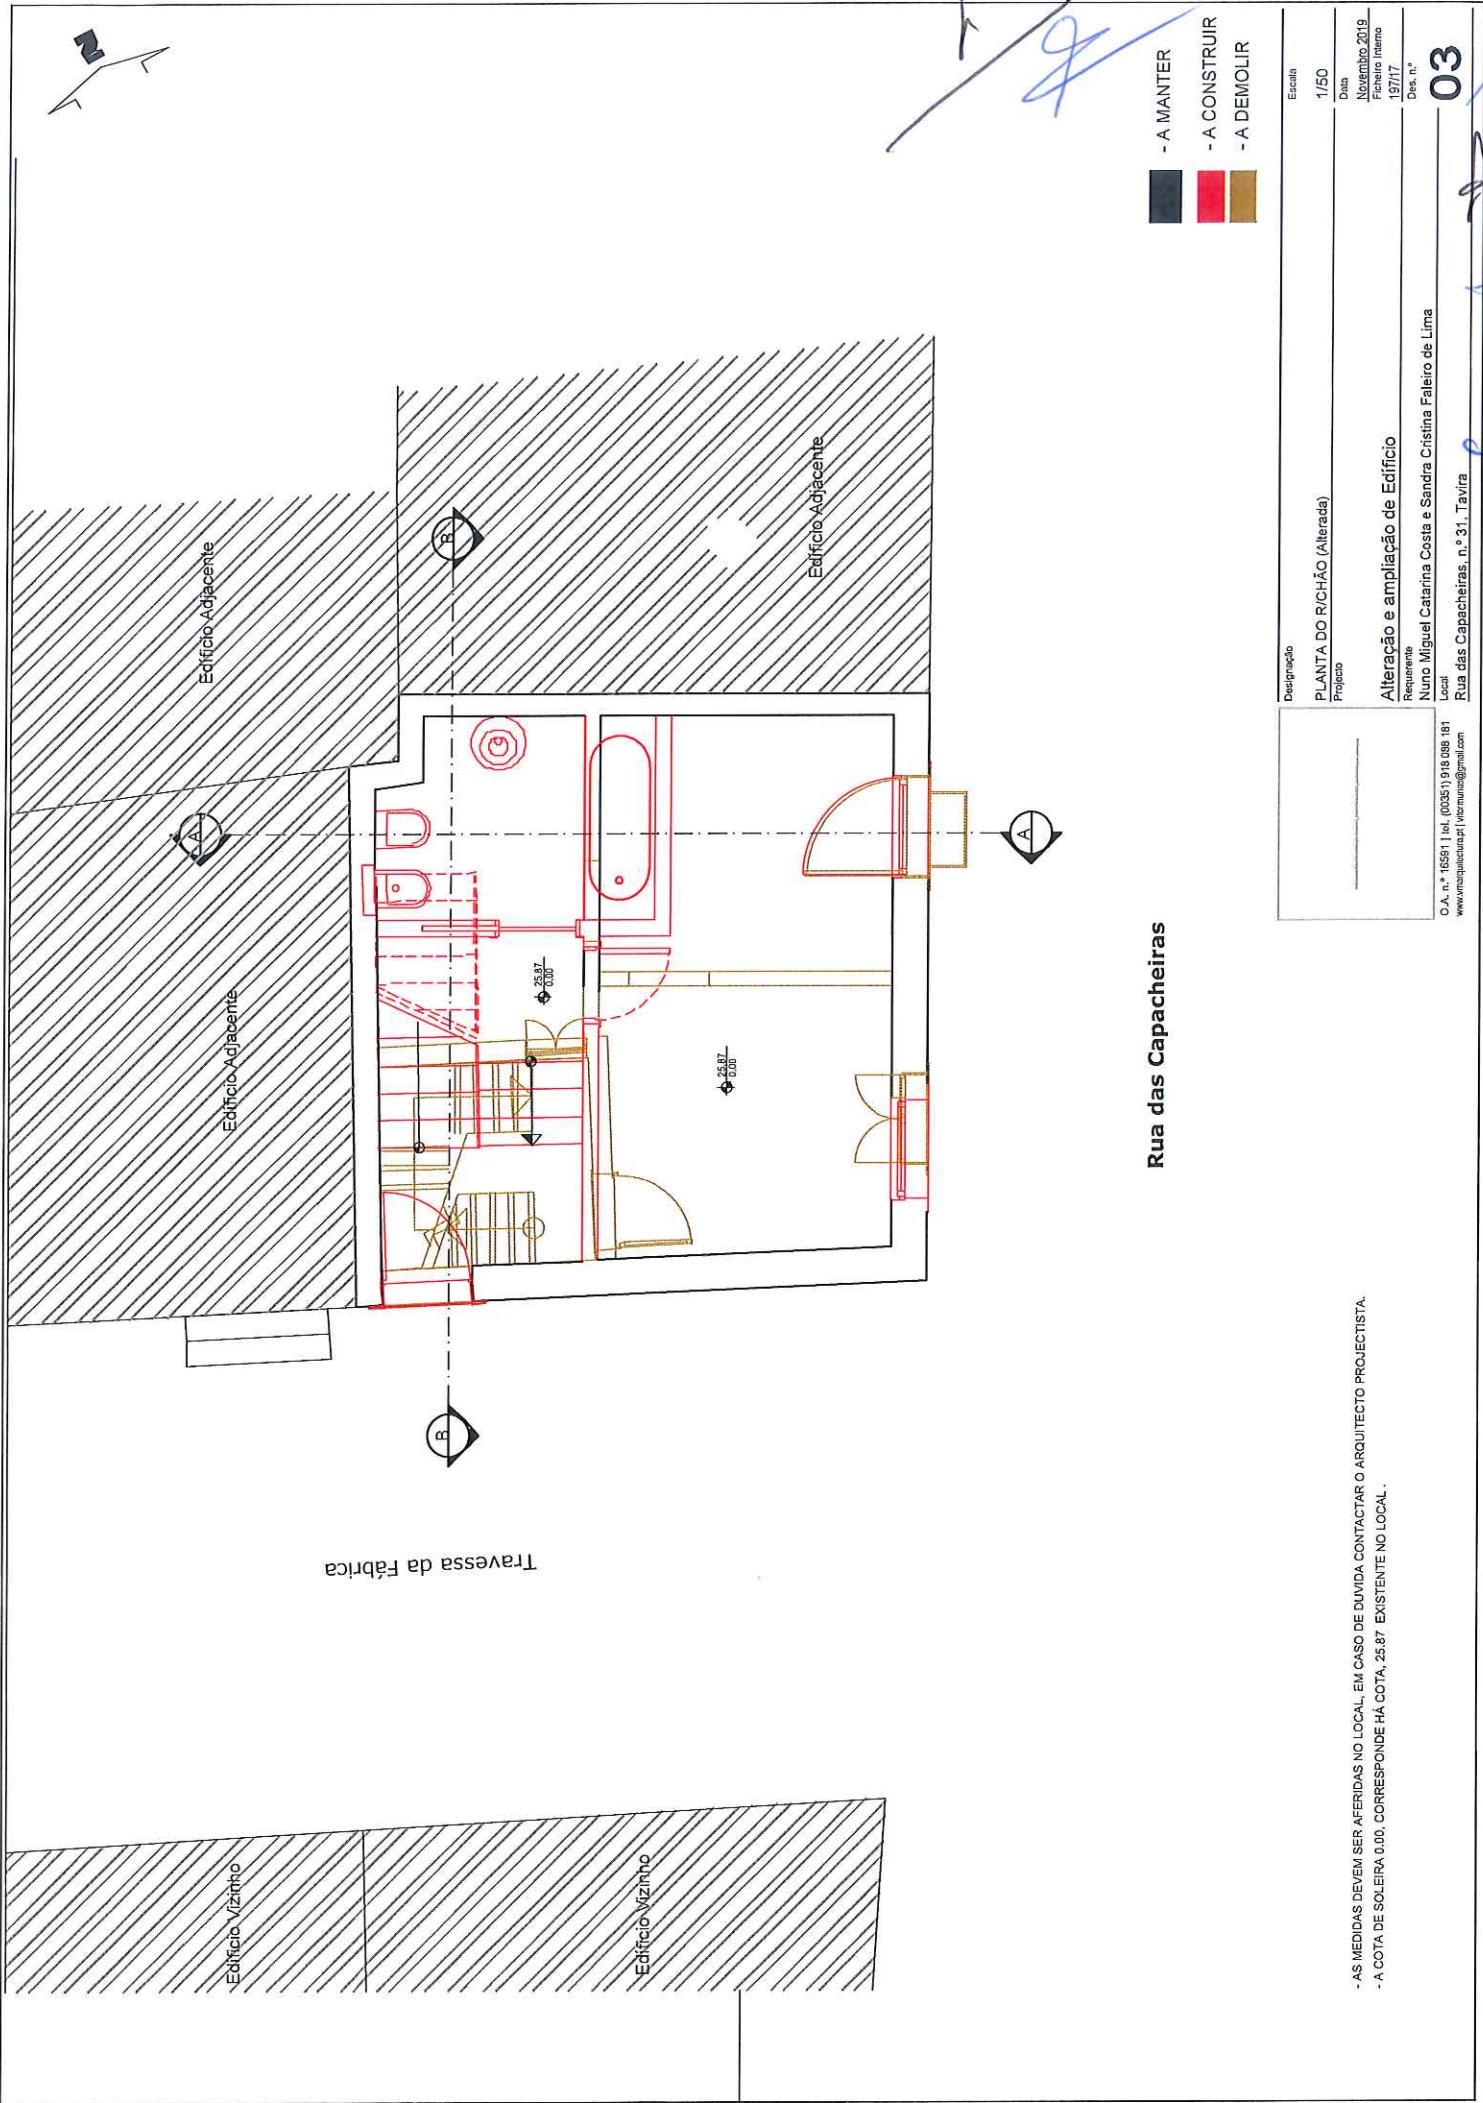 N
Edifício Adjacente
Edifício Adjacente
Edifício Adjacente
Edifício Vizinho
Edifício Vizinho
Travessa da Fábrica
Rua das Capacheiras
A
A
B
B
25.87
0.00
25.87
0.00
- A MANTER
- A CONSTRUIR
- A DEMOLIR
- AS MEDIDAS DEVEM SER AFERIDAS NO LOCAL, EM CASO DE DUVIDA CONTACTAR O ARQUITECTO PROJECTISTA.
- A COTA DE SOLEIRA 0.00, CORRESPONDE HÁ COTA, 25.87 EXISTENTE NO LOCAL .
O.A. n.º 16591 | tel. (00351) 918 088 181
Designação
PLANTA DO R/CHÃO (Alterada)
Projecto
Alteração e ampliação de Edifício
Requerente
Nuno Miguel Catarina Costa e Sandra Cristina Faleiro de Lima
Local
Rua das Capacheiras, n.º 31, Tavira
Escala
1/50
Data
Novembro 2019
Ficheiro Interno
197/17
Des. n.º
03